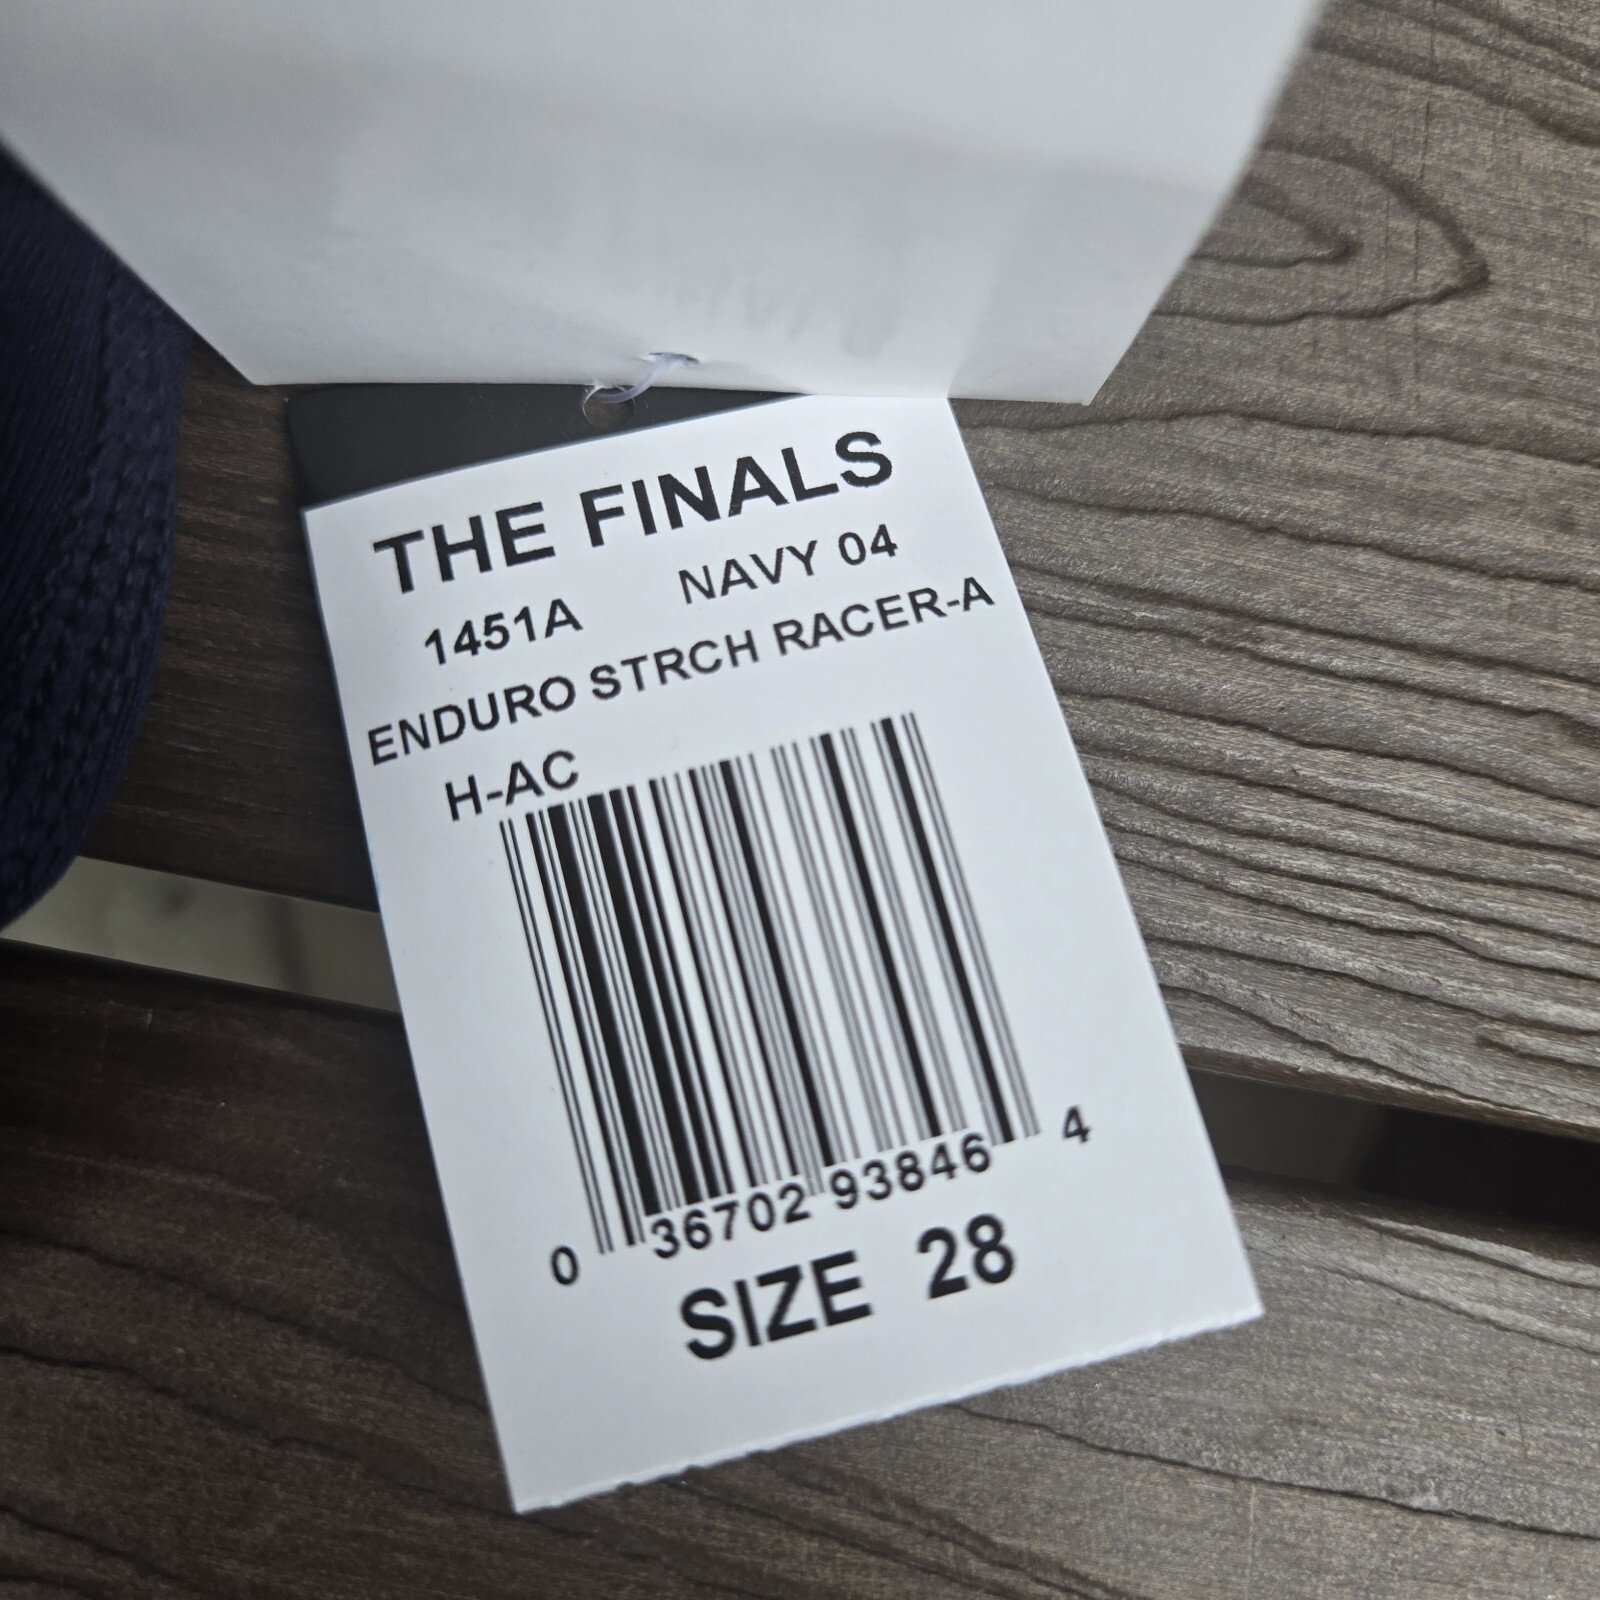 THE FINALS
1451A NAVY 04
ENDURO STRCH RACER-A
H-AC
0 36702 93846 4
SIZE 28